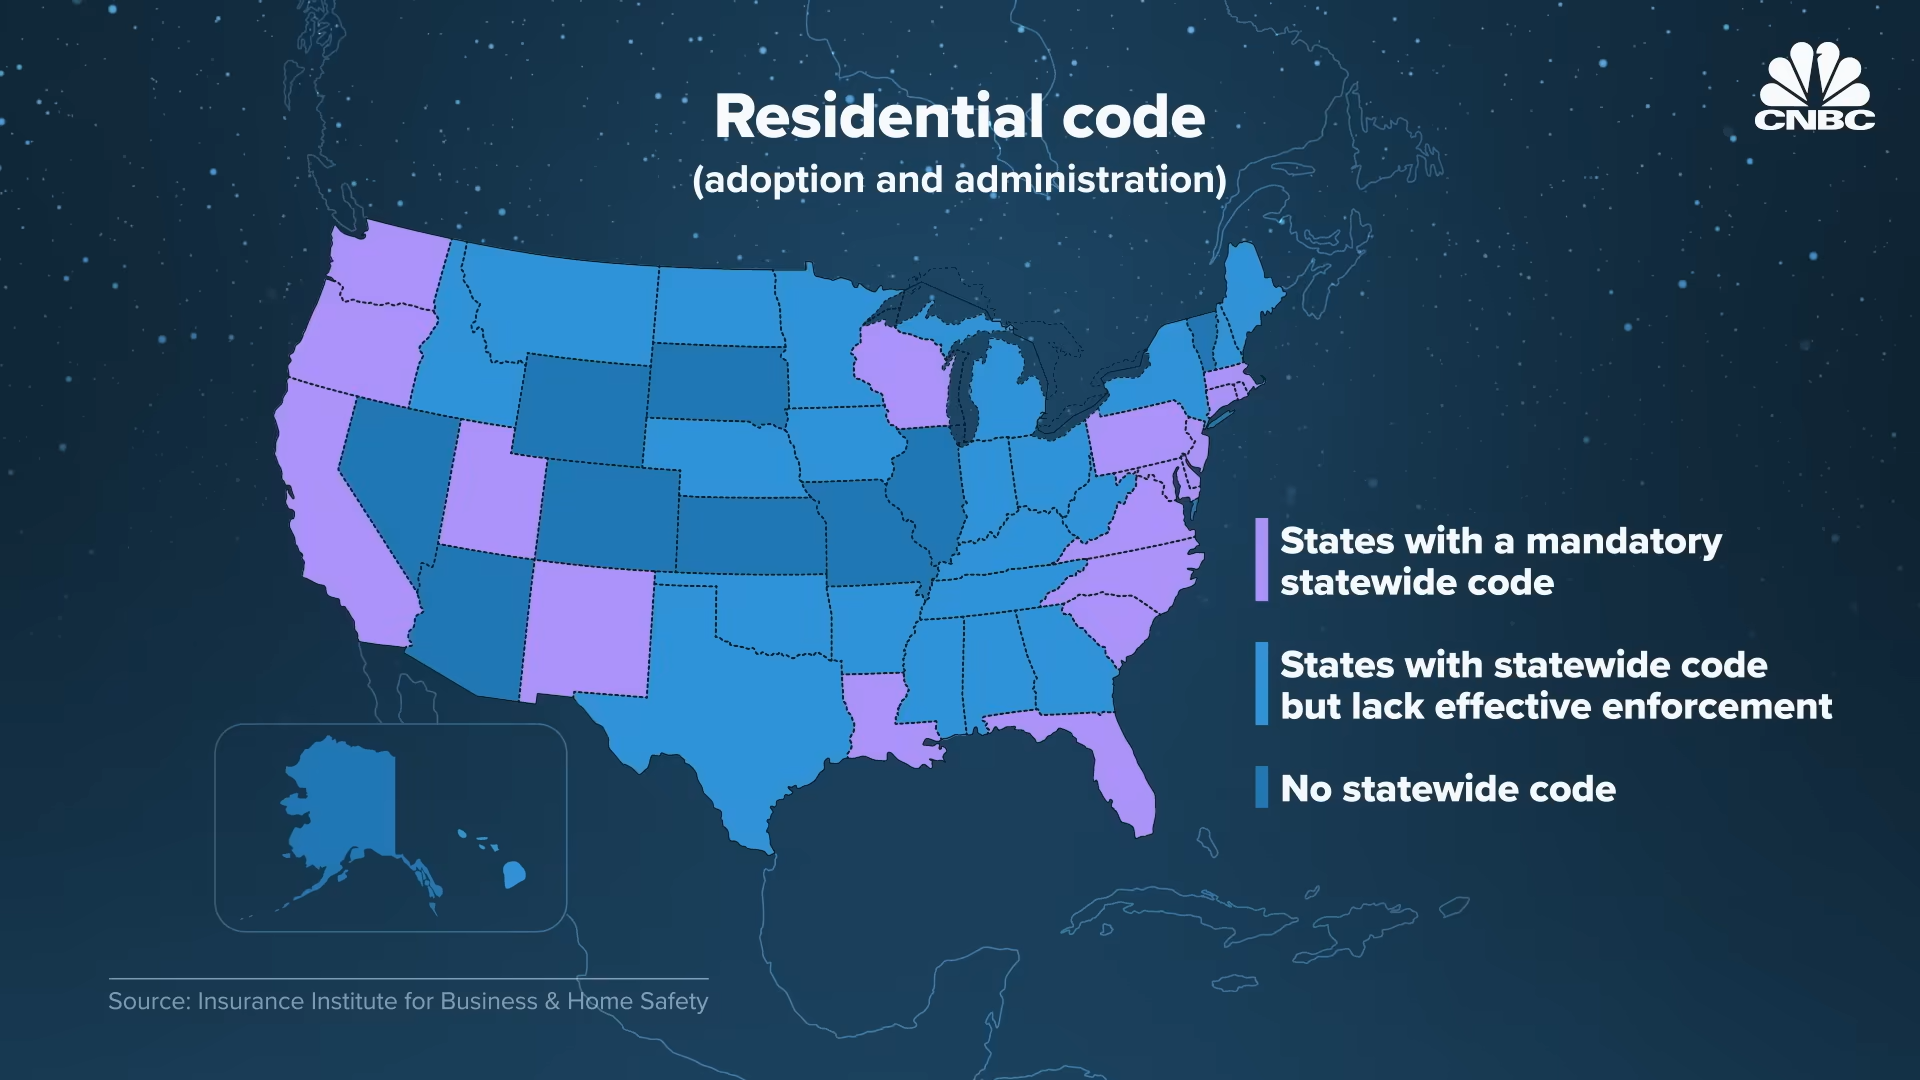 CNBC
Residential code
(adoption and administration)
States with a mandatory
statewide code
States with statewide code
but lack effective enforcement
No statewide code
Source: Insurance Institute for Business & Home Safety